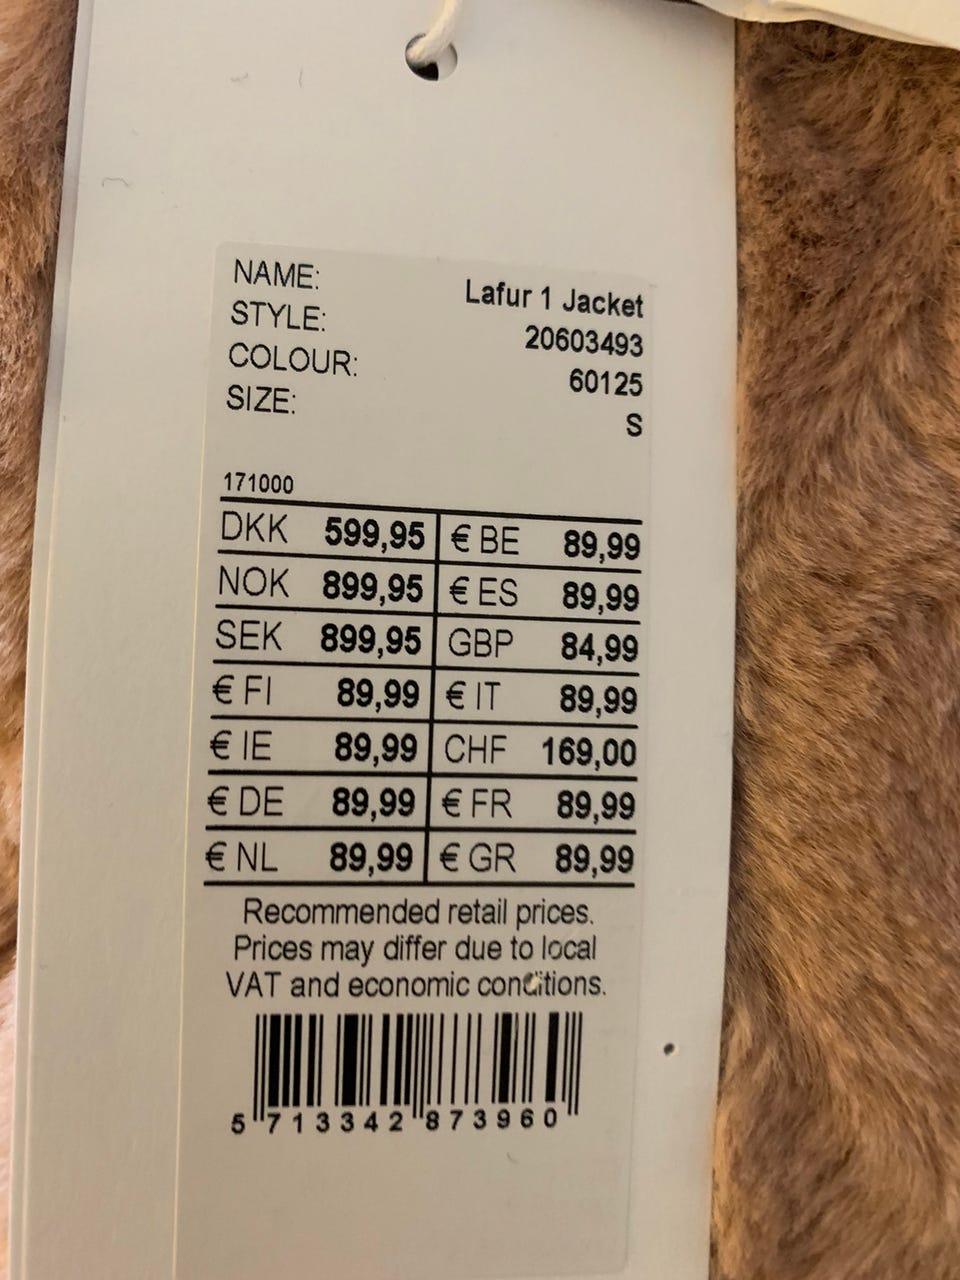 NAME: Lafur 1 Jacket
STYLE: 20603493
COLOUR: 60125
SIZE: S
171000
DKK 599,95 € BE 89,99
NOK 899,95 € ES 89,99
SEK 899,95 GBP 84,99
€ FI 89,99 € IT 89,99
€ IE 89,99 CHF 169,00
€ DE 89,99 € FR 89,99
€ NL 89,99 € GR 89,99
Recommended retail prices.
Prices may differ due to local
VAT and economic conditions.
5 713342 873960